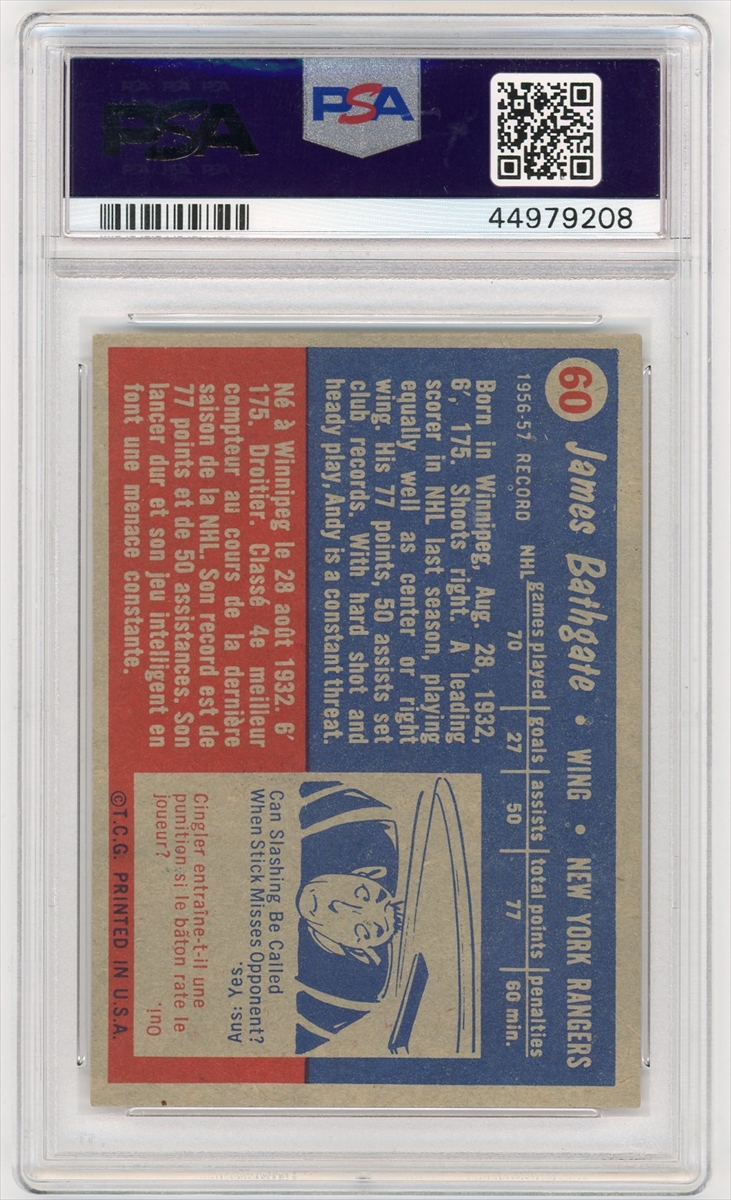 PSA PSA PSA
PSA
PSA PSA PSA
PSA
44979208
60 James Bathgate • WING • NEW YORK RANGERS
1956-57 RECORD games played goals assists total points penalties
NHL 70 27 50 77 60 min.
Born in Winnipeg, Aug. 28, 1932,
6', 175. Shoots right. A leading
scorer in NHL last season, playing
equally well as center or right
wing. His 77 points, 50 assists set
club records. With hard shot and
heady play, Andy is a constant threat.
Né à Winnipeg le 28 août 1932. 6'
175. Droitier. Classé 4e meilleur
compteur au cours de la dernière
saison de la NHL. Son record est de
77 points et de 50 assistances. Son
lancer dur et son jeu intelligent en
font une menace constante.
Can Slashing Be Called
When Stick Misses Opponent?
Ans: Yes.
Cingler entraîne-t-il une
punition si le bâton rate le
joueur?
Oui.
©T.C.G. PRINTED IN U.S.A.